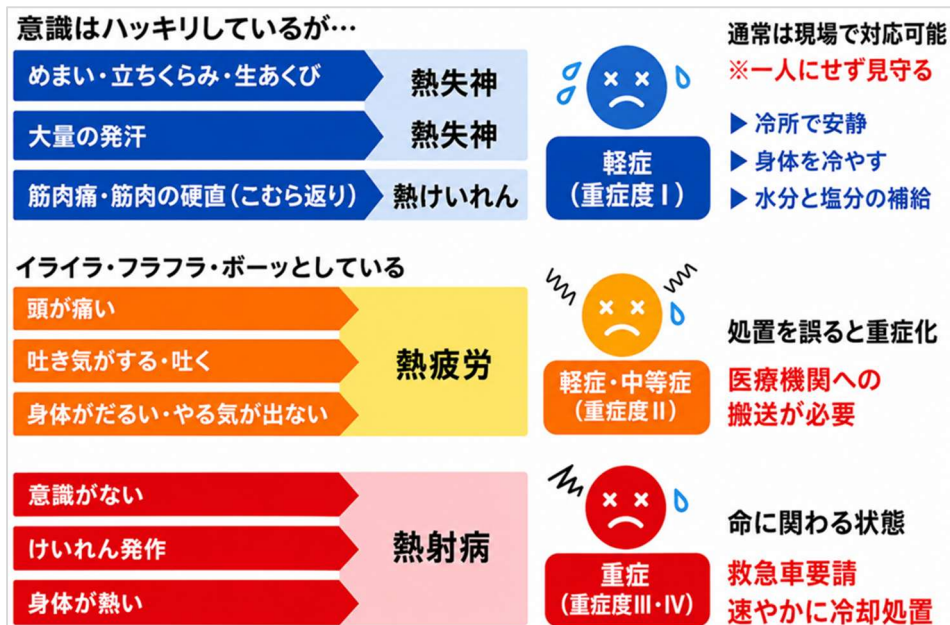 意識はハッキリしているが…
めまい・立ちくらみ・生あくび
熱失神
大量の発汗
熱失神
筋肉痛・筋肉の硬直(こむら返り)
熱けいれん
軽症
(重症度Ⅰ)
通常は現場で対応可能
※一人にせず見守る
▶ 冷所で安静
▶ 身体を冷やす
▶ 水分と塩分の補給
イライラ・フラフラ・ボーッとしている
頭が痛い
吐き気がする・吐く
身体がだるい・やる気が出ない
熱疲労
軽症・中等症
(重症度Ⅱ)
処置を誤ると重症化
医療機関への
搬送が必要
意識がない
けいれん発作
身体が熱い
熱射病
重症
(重症度Ⅲ・Ⅳ)
命に関わる状態
救急車要請
速やかに冷却処置